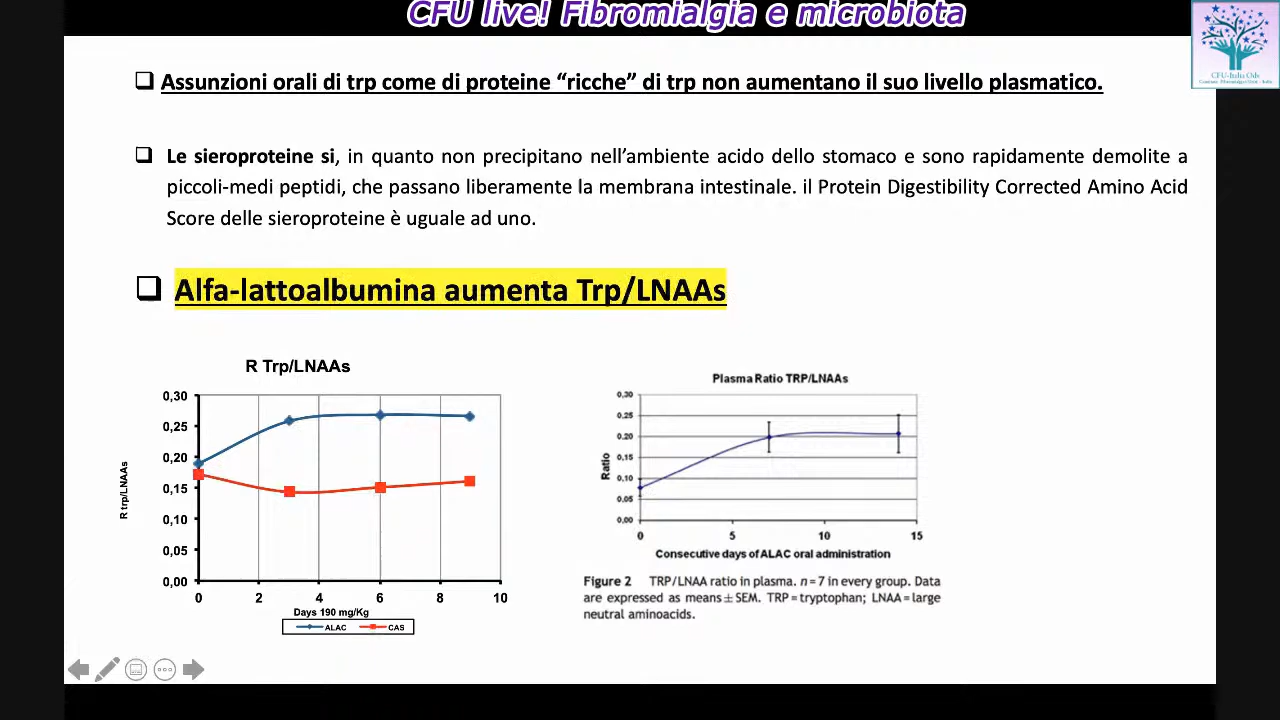 CFU live! Fibromialgia e microbiota
CFU-Italia Odv
❑ Assunzioni orali di trp come di proteine “ricche” di trp non aumentano il suo livello plasmatico.
❑ Le sieroproteine si, in quanto non precipitano nell’ambiente acido dello stomaco e sono rapidamente demolite a
piccoli-medi peptidi, che passano liberamente la membrana intestinale. il Protein Digestibility Corrected Amino Acid
Score delle sieroproteine è uguale ad uno.
❑ Alfa-lattoalbumina aumenta Trp/LNAAs
R Trp/LNAAs
0,30
0,25
0,20
0,15
0,10
0,05
0,00
R trp/LNAAs
0 2 4 6 8 10
Days 190 mg/Kg
ALAC CAS
Plasma Ratio TRP/LNAAs
0,30
0,25
0,20
0,15
0,10
0,05
0,00
Ratio
0 5 10 15
Consecutive days of ALAC oral administration
Figure 2 TRP/LNAA ratio in plasma. n=7 in every group. Data
are expressed as means ± SEM. TRP=tryptophan; LNAA=large
neutral aminoacids.